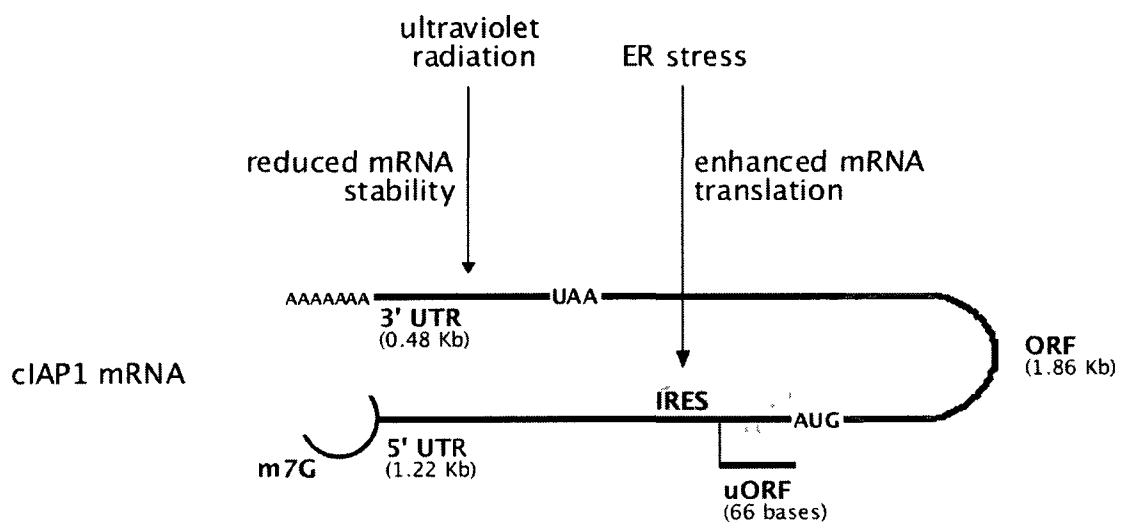 ultraviolet
radiation
ER stress
reduced mRNA
stability
enhanced mRNA
translation
AAAAAAA
UAA
3' UTR
(0.48 Kb)
ORF
(1.86 Kb)
cIAP1 mRNA
IRES
AUG
m7G
5' UTR
(1.22 Kb)
uORF
(66 bases)